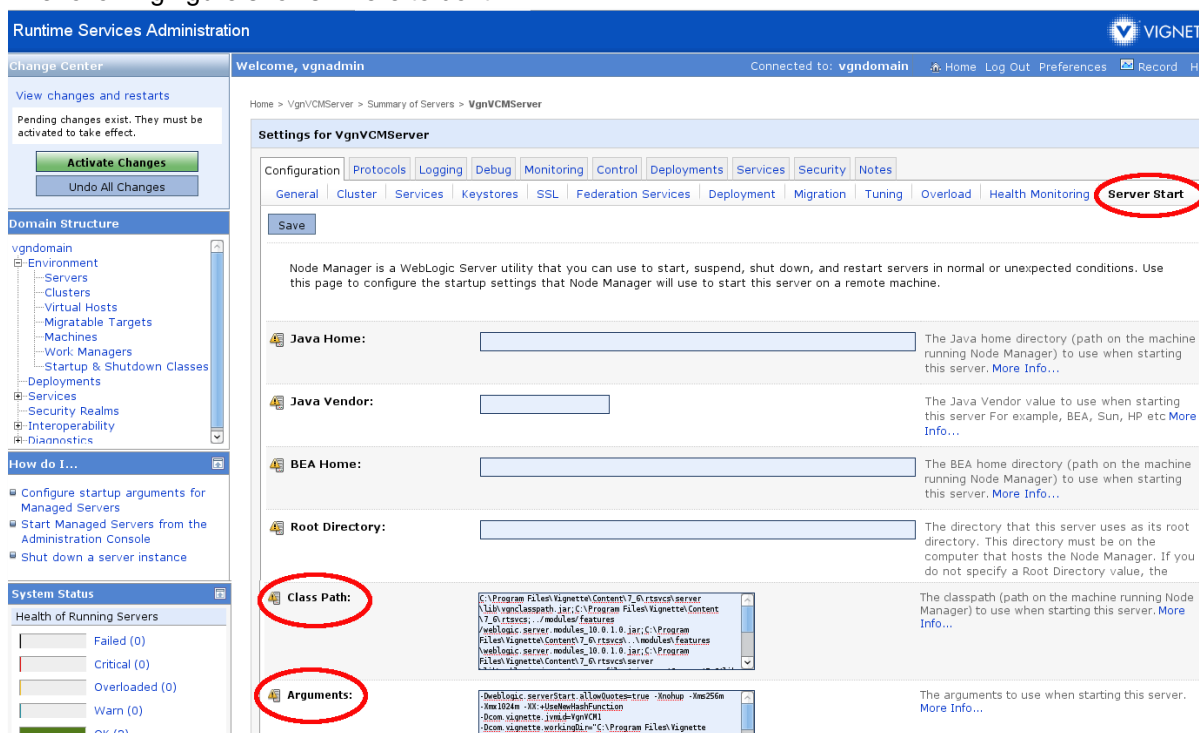 Runtime Services Administration
VIGNET
Change Center
View changes and restarts
Pending changes exist. They must be
activated to take effect.
Activate Changes
Undo All Changes
Domain Structure
vgndomain
Environment
Servers
Clusters
Virtual Hosts
Migratable Targets
Machines
Work Managers
Startup & Shutdown Classes
Deployments
Services
Security Realms
Interoperability
Diagnostics
How do I...
Configure startup arguments for
Managed Servers
Start Managed Servers from the
Administration Console
Shut down a server instance
System Status
Health of Running Servers
Failed (0)
Critical (0)
Overloaded (0)
Warn (0)
Welcome, vgnadmin
Connected to: vgndomain
Home Log Out Preferences Record H
Home > VgnVCMServer > Summary of Servers > VgnVCMServer
Settings for VgnVCMServer
Configuration Protocols Logging Debug Monitoring Control Deployments Services Security Notes
General Cluster Services Keystores SSL Federation Services Deployment Migration Tuning Overload Health Monitoring Server Start
Save
Node Manager is a WebLogic Server utility that you can use to start, suspend, shut down, and restart servers in normal or unexpected conditions. Use
this page to configure the startup settings that Node Manager will use to start this server on a remote machine.
Java Home:
The Java home directory (path on the machine
running Node Manager) to use when starting
this server. More Info...
Java Vendor:
The Java Vendor value to use when starting
this server For example, BEA, Sun, HP etc More
Info...
BEA Home:
The BEA home directory (path on the machine
running Node Manager) to use when starting
this server. More Info...
Root Directory:
The directory that this server uses as its root
directory. This directory must be on the
computer that hosts the Node Manager. If you
do not specify a Root Directory value, the
Class Path:
C:\Program Files\Vignette\Content\7_6\rtsvcs\server
\lib\vgnclasspath.jar;C:\Program Files\Vignette\Content
\7_6\rtsvcs;../modules/features
/weblogic.server.modules_10.0.1.0.jar;C:\Program
Files\Vignette\Content\7_6\rtsvcs\..\modules\features
\weblogic.server.modules_10.0.1.0.jar;C:\Program
Files\Vignette\Content\7_6\rtsvcs\server
The classpath (path on the machine running Node
Manager) to use when starting this server. More
Info...
Arguments:
-Dweblogic.serverStart.allowQuotes=true -Xnohup -Xms256m
-Xmx1024m -XX:+UseNewHashFunction
-Dcom.vignette.jvmid=VgnVCM1
-Dcom.vignette.workingDir="C:\Program Files\Vignette
The arguments to use when starting this server.
More Info...